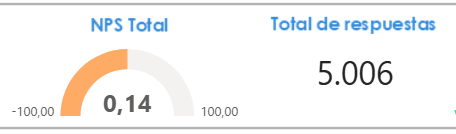 NPS Total
0,14
-100,00
100,00
Total de respuestas
5.006